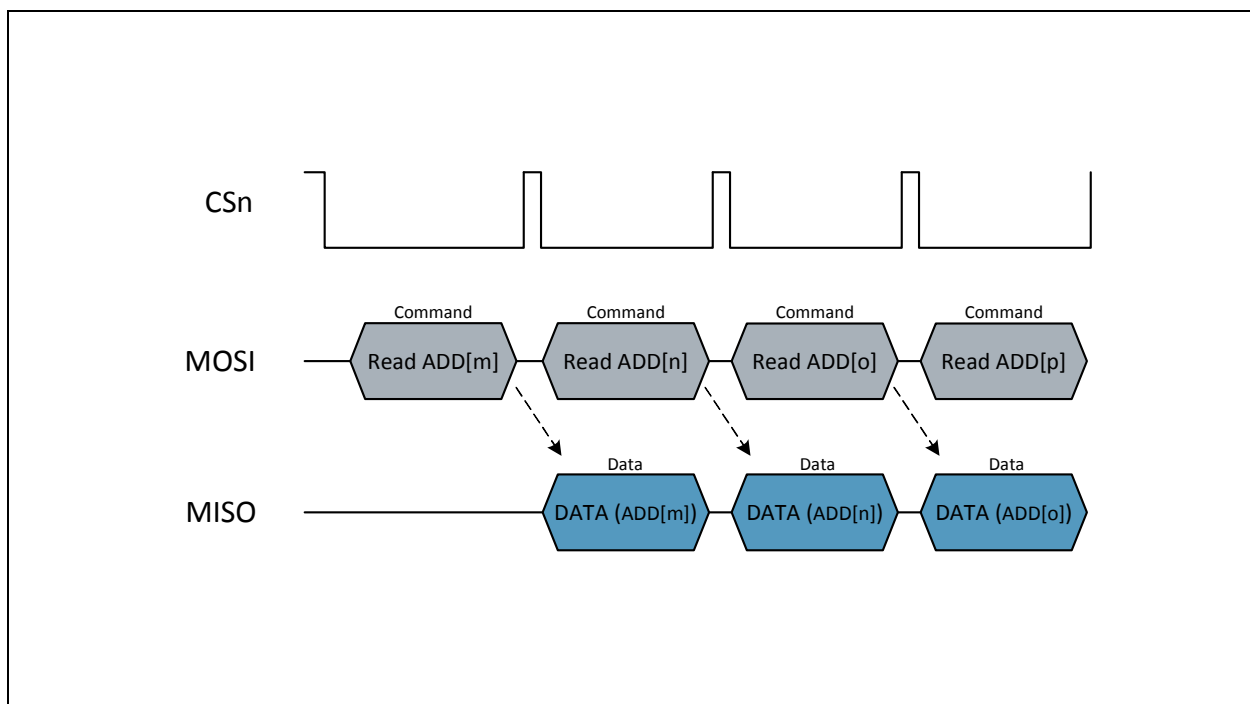 CSn
Command
Command
Command
Command
MOSI
Read ADD[m]
Read ADD[n]
Read ADD[o]
Read ADD[p]
Data
Data
Data
MISO
DATA (ADD[m])
DATA (ADD[n])
DATA (ADD[o])